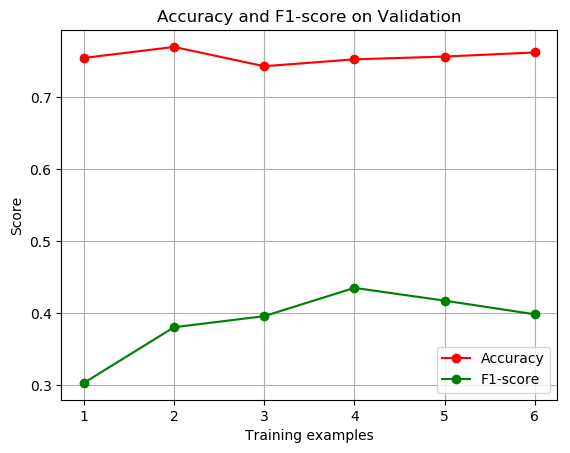 Accuracy and F1-score on Validation
Score
0.7
0.6
0.5
0.4
0.3
Accuracy
F1-score
1 2 3 4 5 6
Training examples